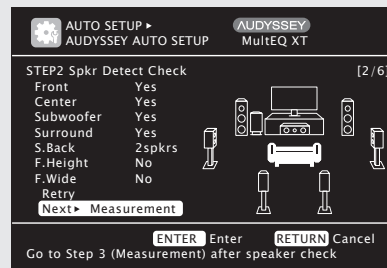 AUTO SETUP ▸
AUDYSSEY AUTO SETUP
AUDYSSEY
MultEQ XT
STEP2 Spkr Detect Check [2/6]
Front Yes
Center Yes
Subwoofer Yes
Surround Yes
S.Back 2spkrs
F.Height No
F.Wide No
Retry
Next▸ Measurement
ENTER Enter RETURN Cancel
Go to Step 3 (Measurement) after speaker check